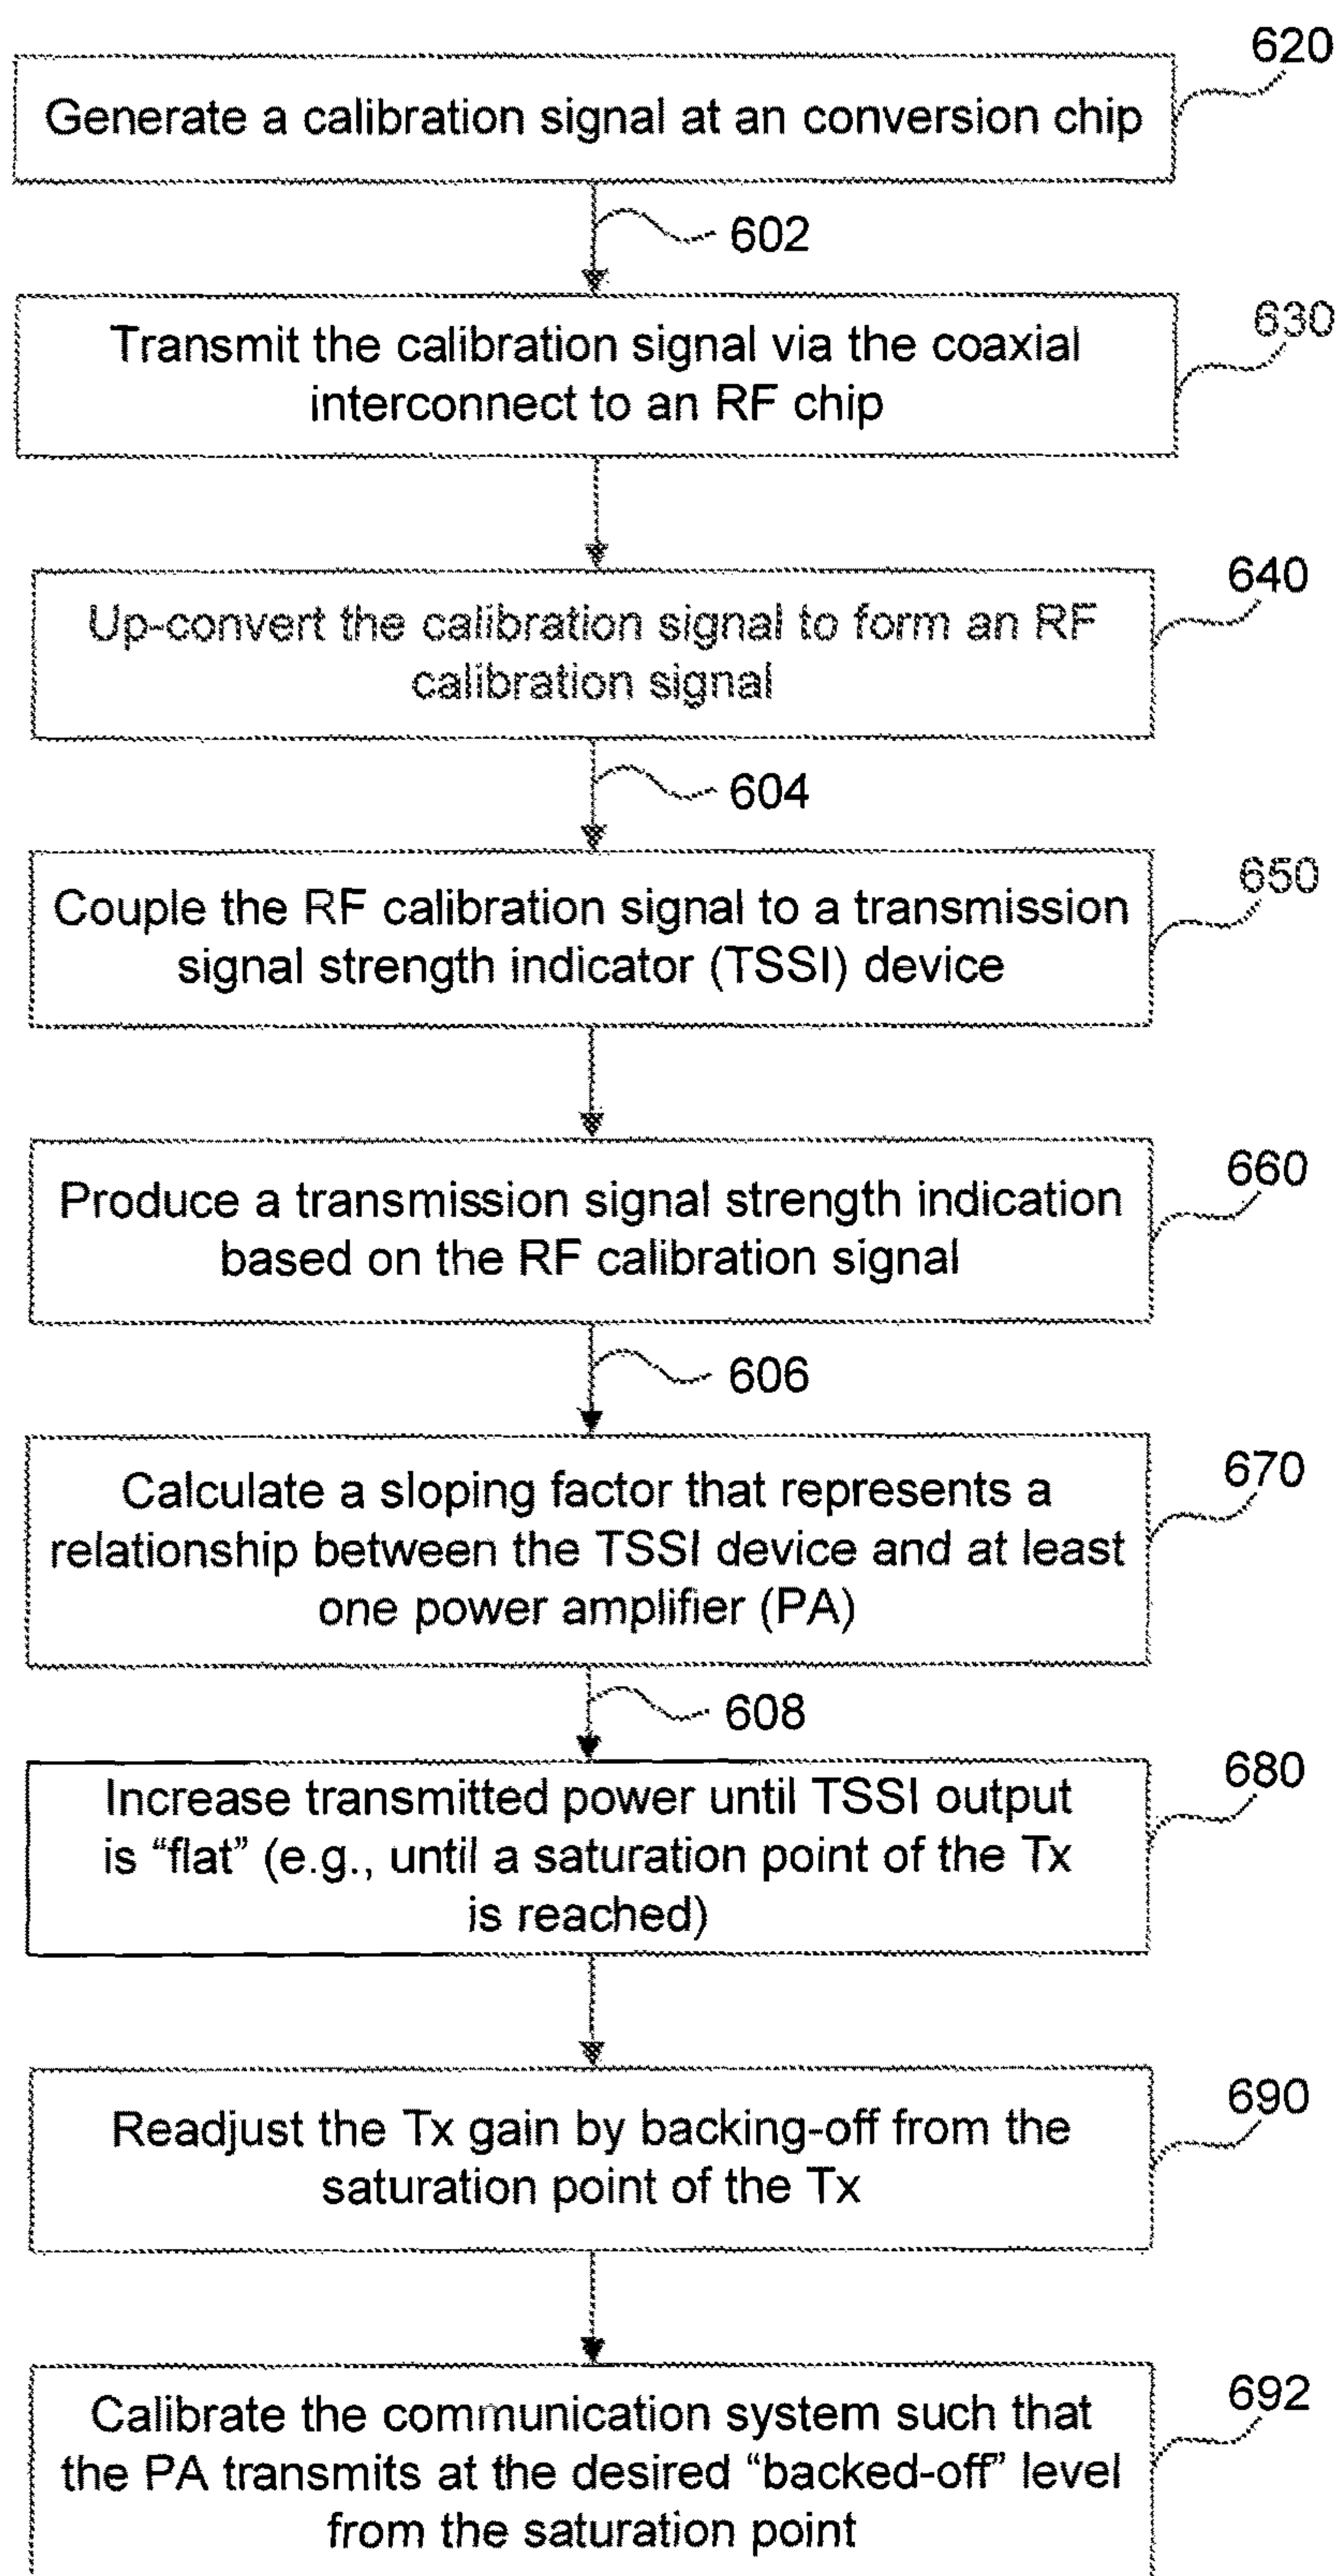 620
Generate a calibration signal at an conversion chip
602
630
Transmit the calibration signal via the coaxial
interconnect to an RF chip
640
Up-convert the calibration signal to form an RF
calibration signal
604
650
Couple the RF calibration signal to a transmission
signal strength indicator (TSSI) device
660
Produce a transmission signal strength indication
based on the RF calibration signal
606
670
Calculate a sloping factor that represents a
relationship between the TSSI device and at least
one power amplifier (PA)
608
680
Increase transmitted power until TSSI output
is “flat” (e.g., until a saturation point of the Tx
is reached)
690
Readjust the Tx gain by backing-off from the
saturation point of the Tx
692
Calibrate the communication system such that
the PA transmits at the desired “backed-off” level
from the saturation point